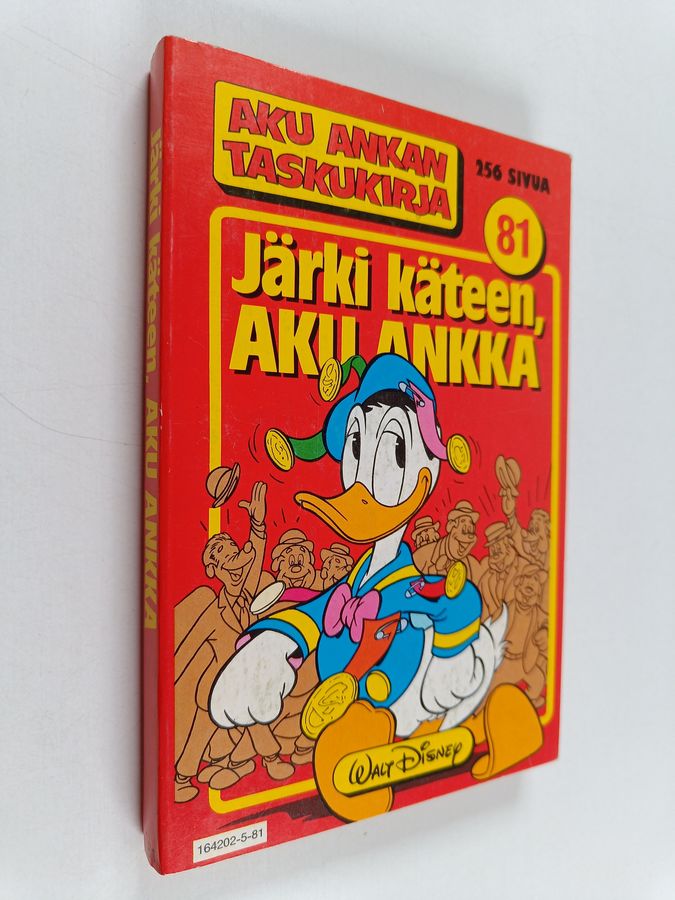 AKU ANKAN
TASKUKIRJA
256 SIVUA
81
Järki käteen,
AKU ANKKA
WALT DISNEY
164202-5-81
Järki käteen, AKU ANKKA